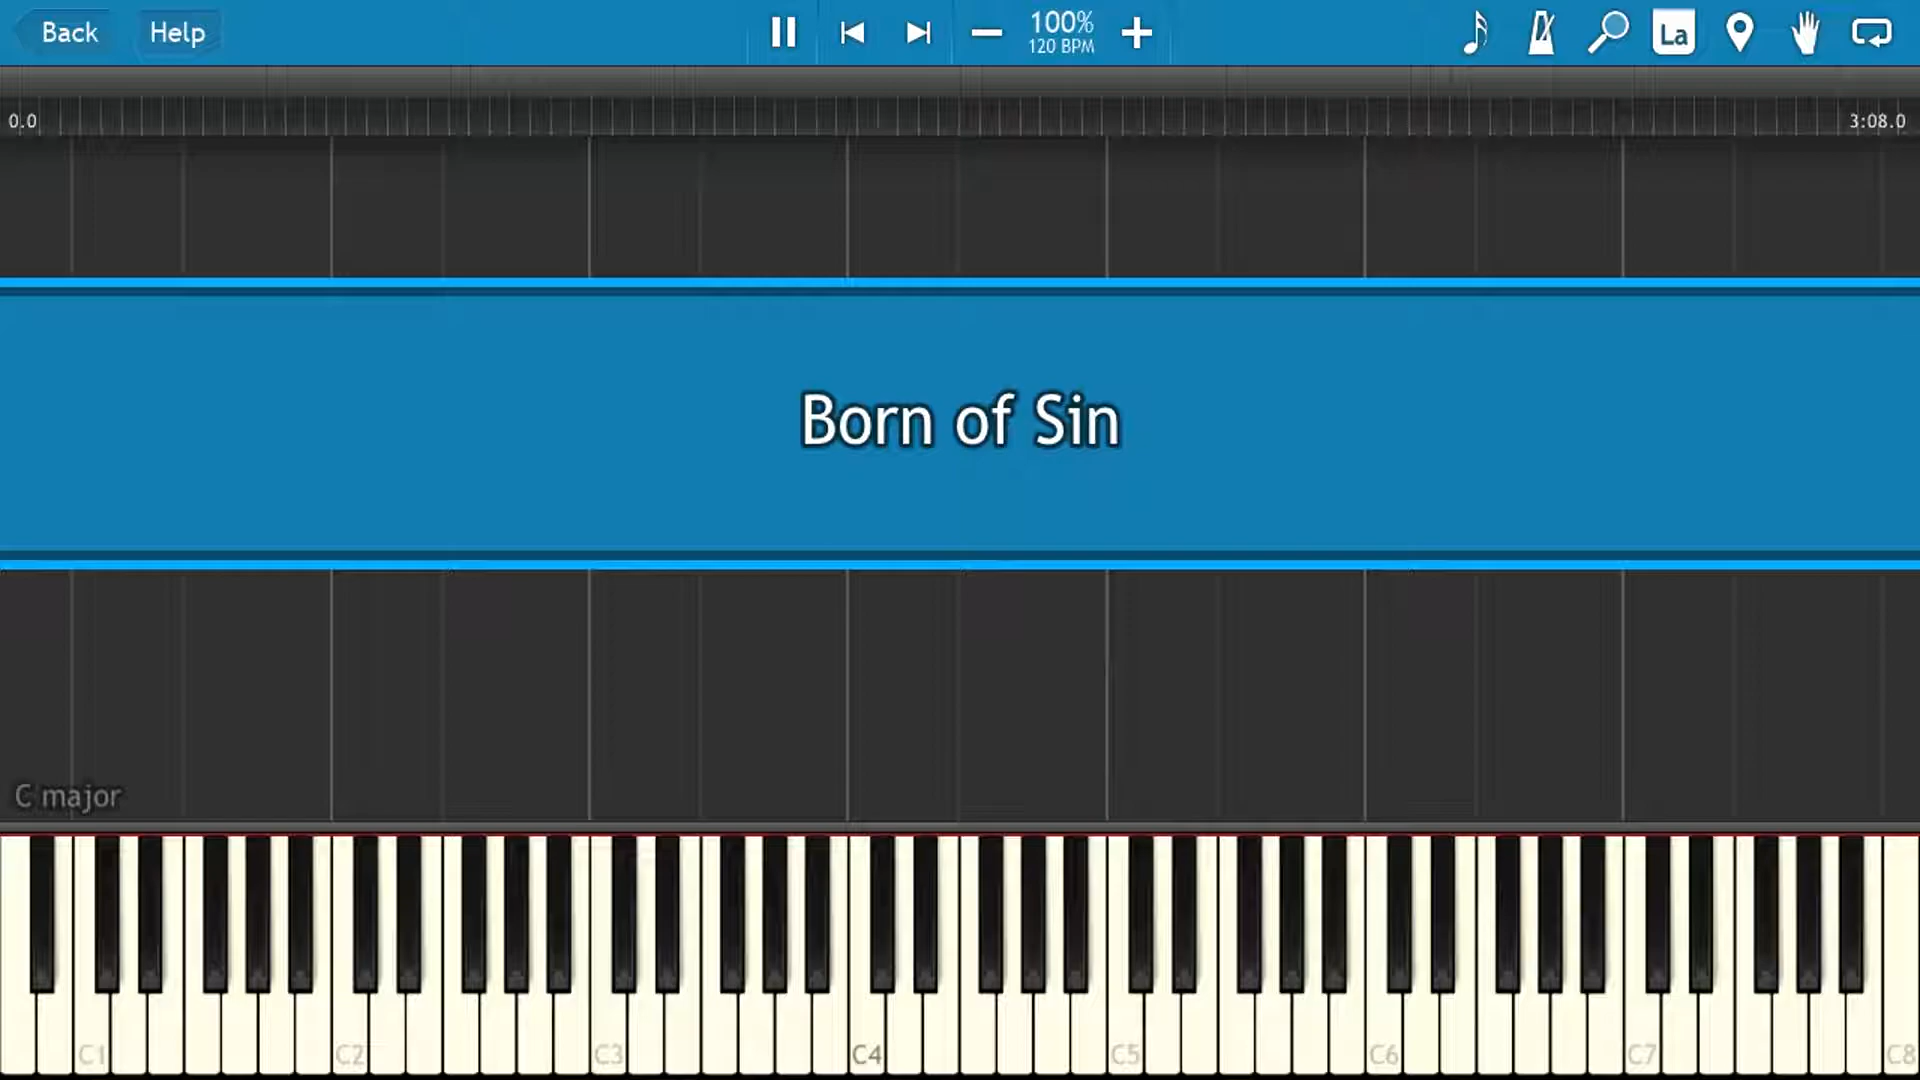 Back
Help
100%
120 BPM
La
0.0
3:08.0
Born of Sin
C major
C1
C2
C3
C4
C5
C6
C7
C8